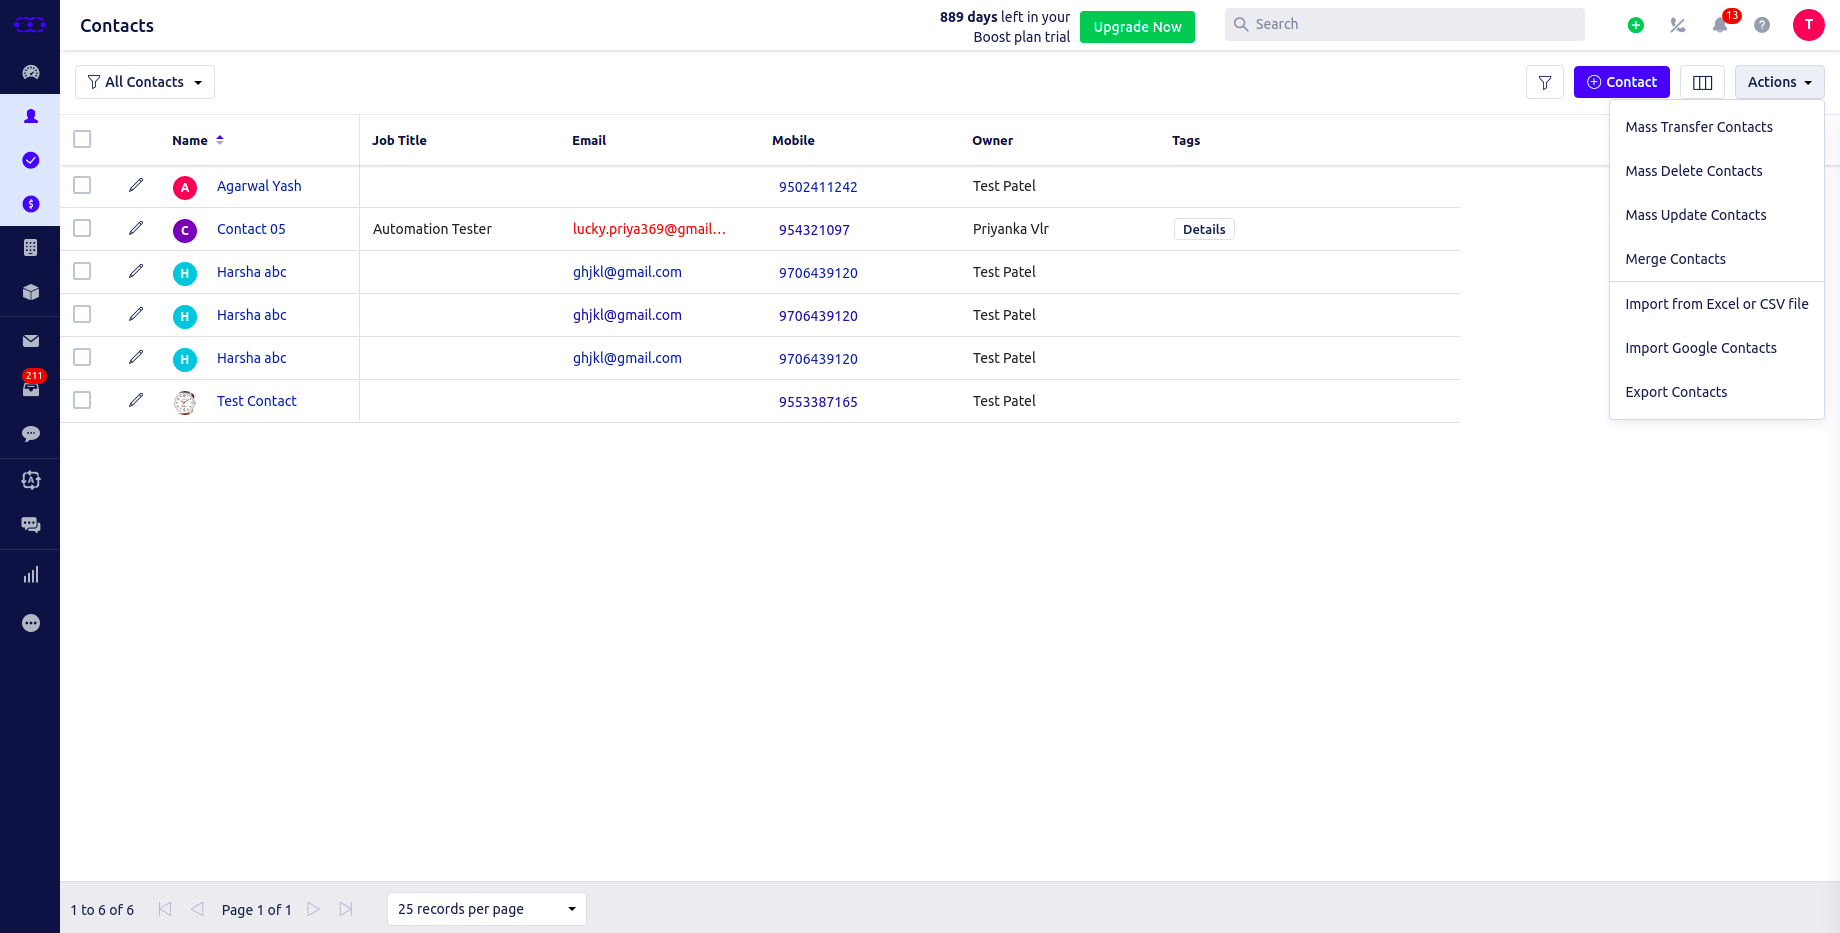 Contacts
889 days left in your
Boost plan trial
Upgrade Now
Search
13
T
All Contacts
Contact
Actions
Mass Transfer Contacts
Mass Delete Contacts
Mass Update Contacts
Merge Contacts
Import from Excel or CSV file
Import Google Contacts
Export Contacts
Name Job Title Email Mobile Owner Tags
A Agarwal Yash 9502411242 Test Patel
C Contact 05 Automation Tester lucky.priya369@gmail... 954321097 Priyanka Vlr Details
H Harsha abc ghjkl@gmail.com 9706439120 Test Patel
H Harsha abc ghjkl@gmail.com 9706439120 Test Patel
H Harsha abc ghjkl@gmail.com 9706439120 Test Patel
Test Contact 9553387165 Test Patel
211
1 to 6 of 6
Page 1 of 1
25 records per page